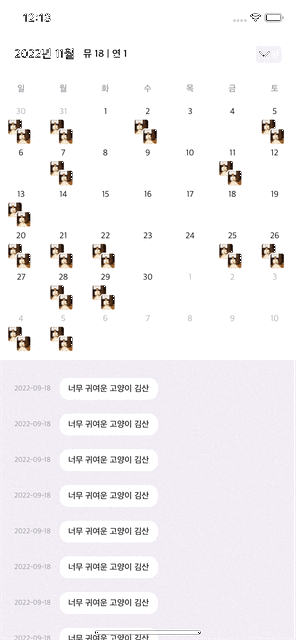 12:13
2022년 11월 뮤 18 | 연 1
일 월 화 수 목 금 토
30 31 1 2 3 4 5
6 7 8 9 10 11 12
13 14 15 16 17 18 19
20 21 22 23 24 25 26
27 28 29 30 1 2 3
4 5 6 7 8 9 10
2022-09-18 너무 귀여운 고양이 김산
2022-09-18 너무 귀여운 고양이 김산
2022-09-18 너무 귀여운 고양이 김산
2022-09-18 너무 귀여운 고양이 김산
2022-09-18 너무 귀여운 고양이 김산
2022-09-18 너무 귀여운 고양이 김산
2022-09-18 너무 귀여운 고양이 김산
2022-09-18 너무 귀여운 고양이 김산